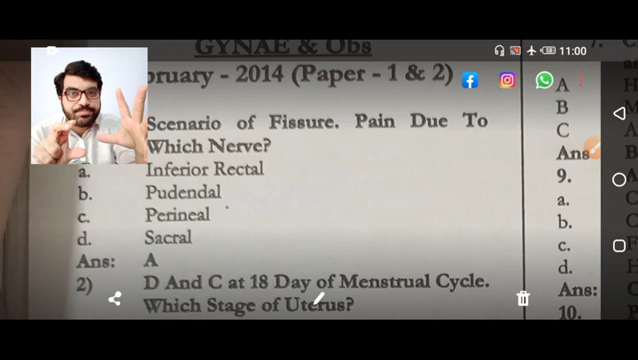 GYNAE & Obs
11:00
bruary - 2014 (Paper - 1 & 2)
Scenario of Fissure. Pain Due To
Which Nerve?
a. Inferior Rectal
b. Pudendal
c. Perineal
d. Sacral
Ans: A
2) D And C at 18 Day of Menstrual Cycle.
Which Stage of Uterus?
A
B
C
Ans
9.
a.
b.
c.
d.
Ans:
10.